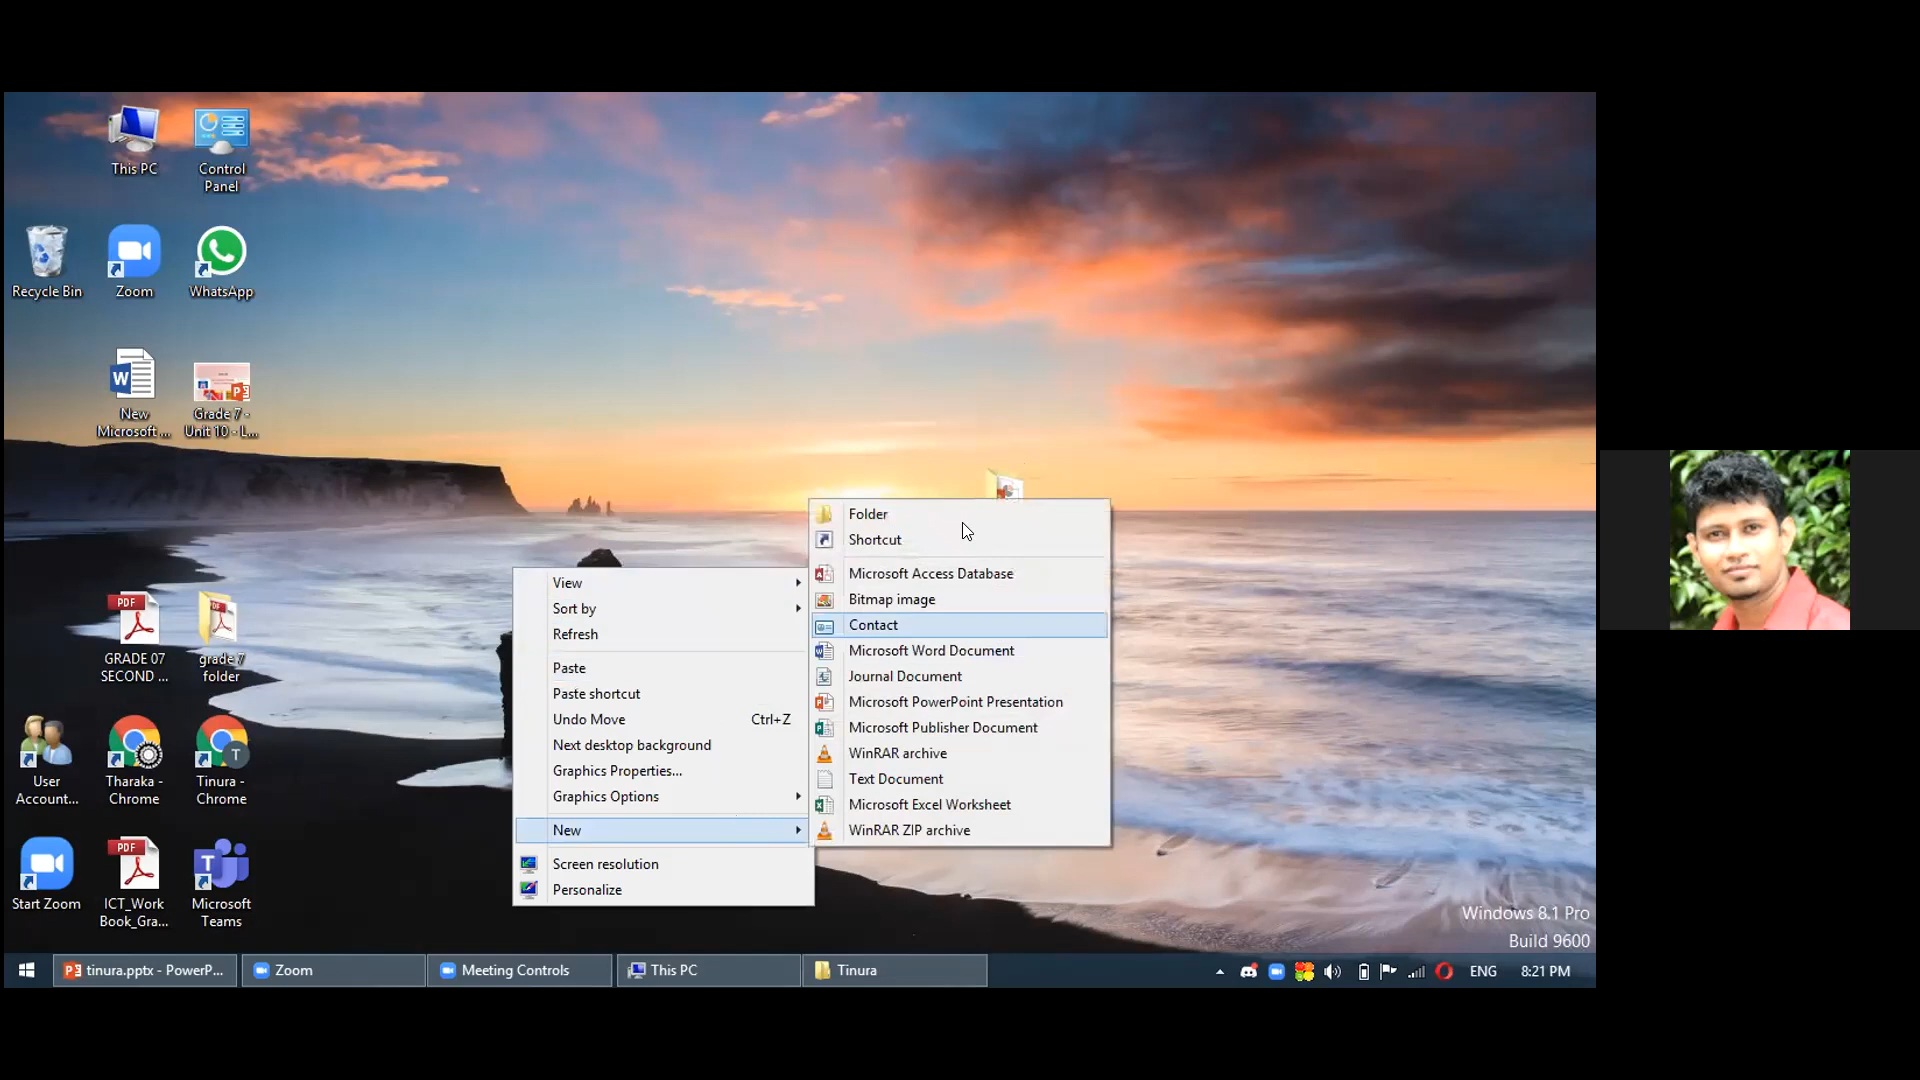 This PC
Control
Panel
Recycle Bin
Zoom
WhatsApp
New
Microsoft ...
Grade 7 -
Unit 10 - L...
GRADE 07
SECOND ...
grade 7
folder
User
Account...
Tharaka -
Chrome
Tinura -
Chrome
Start Zoom
ICT_Work
Book_Gra...
Microsoft
Teams
View
Sort by
Refresh
Paste
Paste shortcut
Undo Move Ctrl+Z
Next desktop background
Graphics Properties...
Graphics Options
New
Screen resolution
Personalize
Folder
Shortcut
Microsoft Access Database
Bitmap image
Contact
Microsoft Word Document
Journal Document
Microsoft PowerPoint Presentation
Microsoft Publisher Document
WinRAR archive
Text Document
Microsoft Excel Worksheet
WinRAR ZIP archive
Windows 8.1 Pro
Build 9600
tinura.pptx - PowerP...
Zoom
Meeting Controls
This PC
Tinura
ENG
8:21 PM